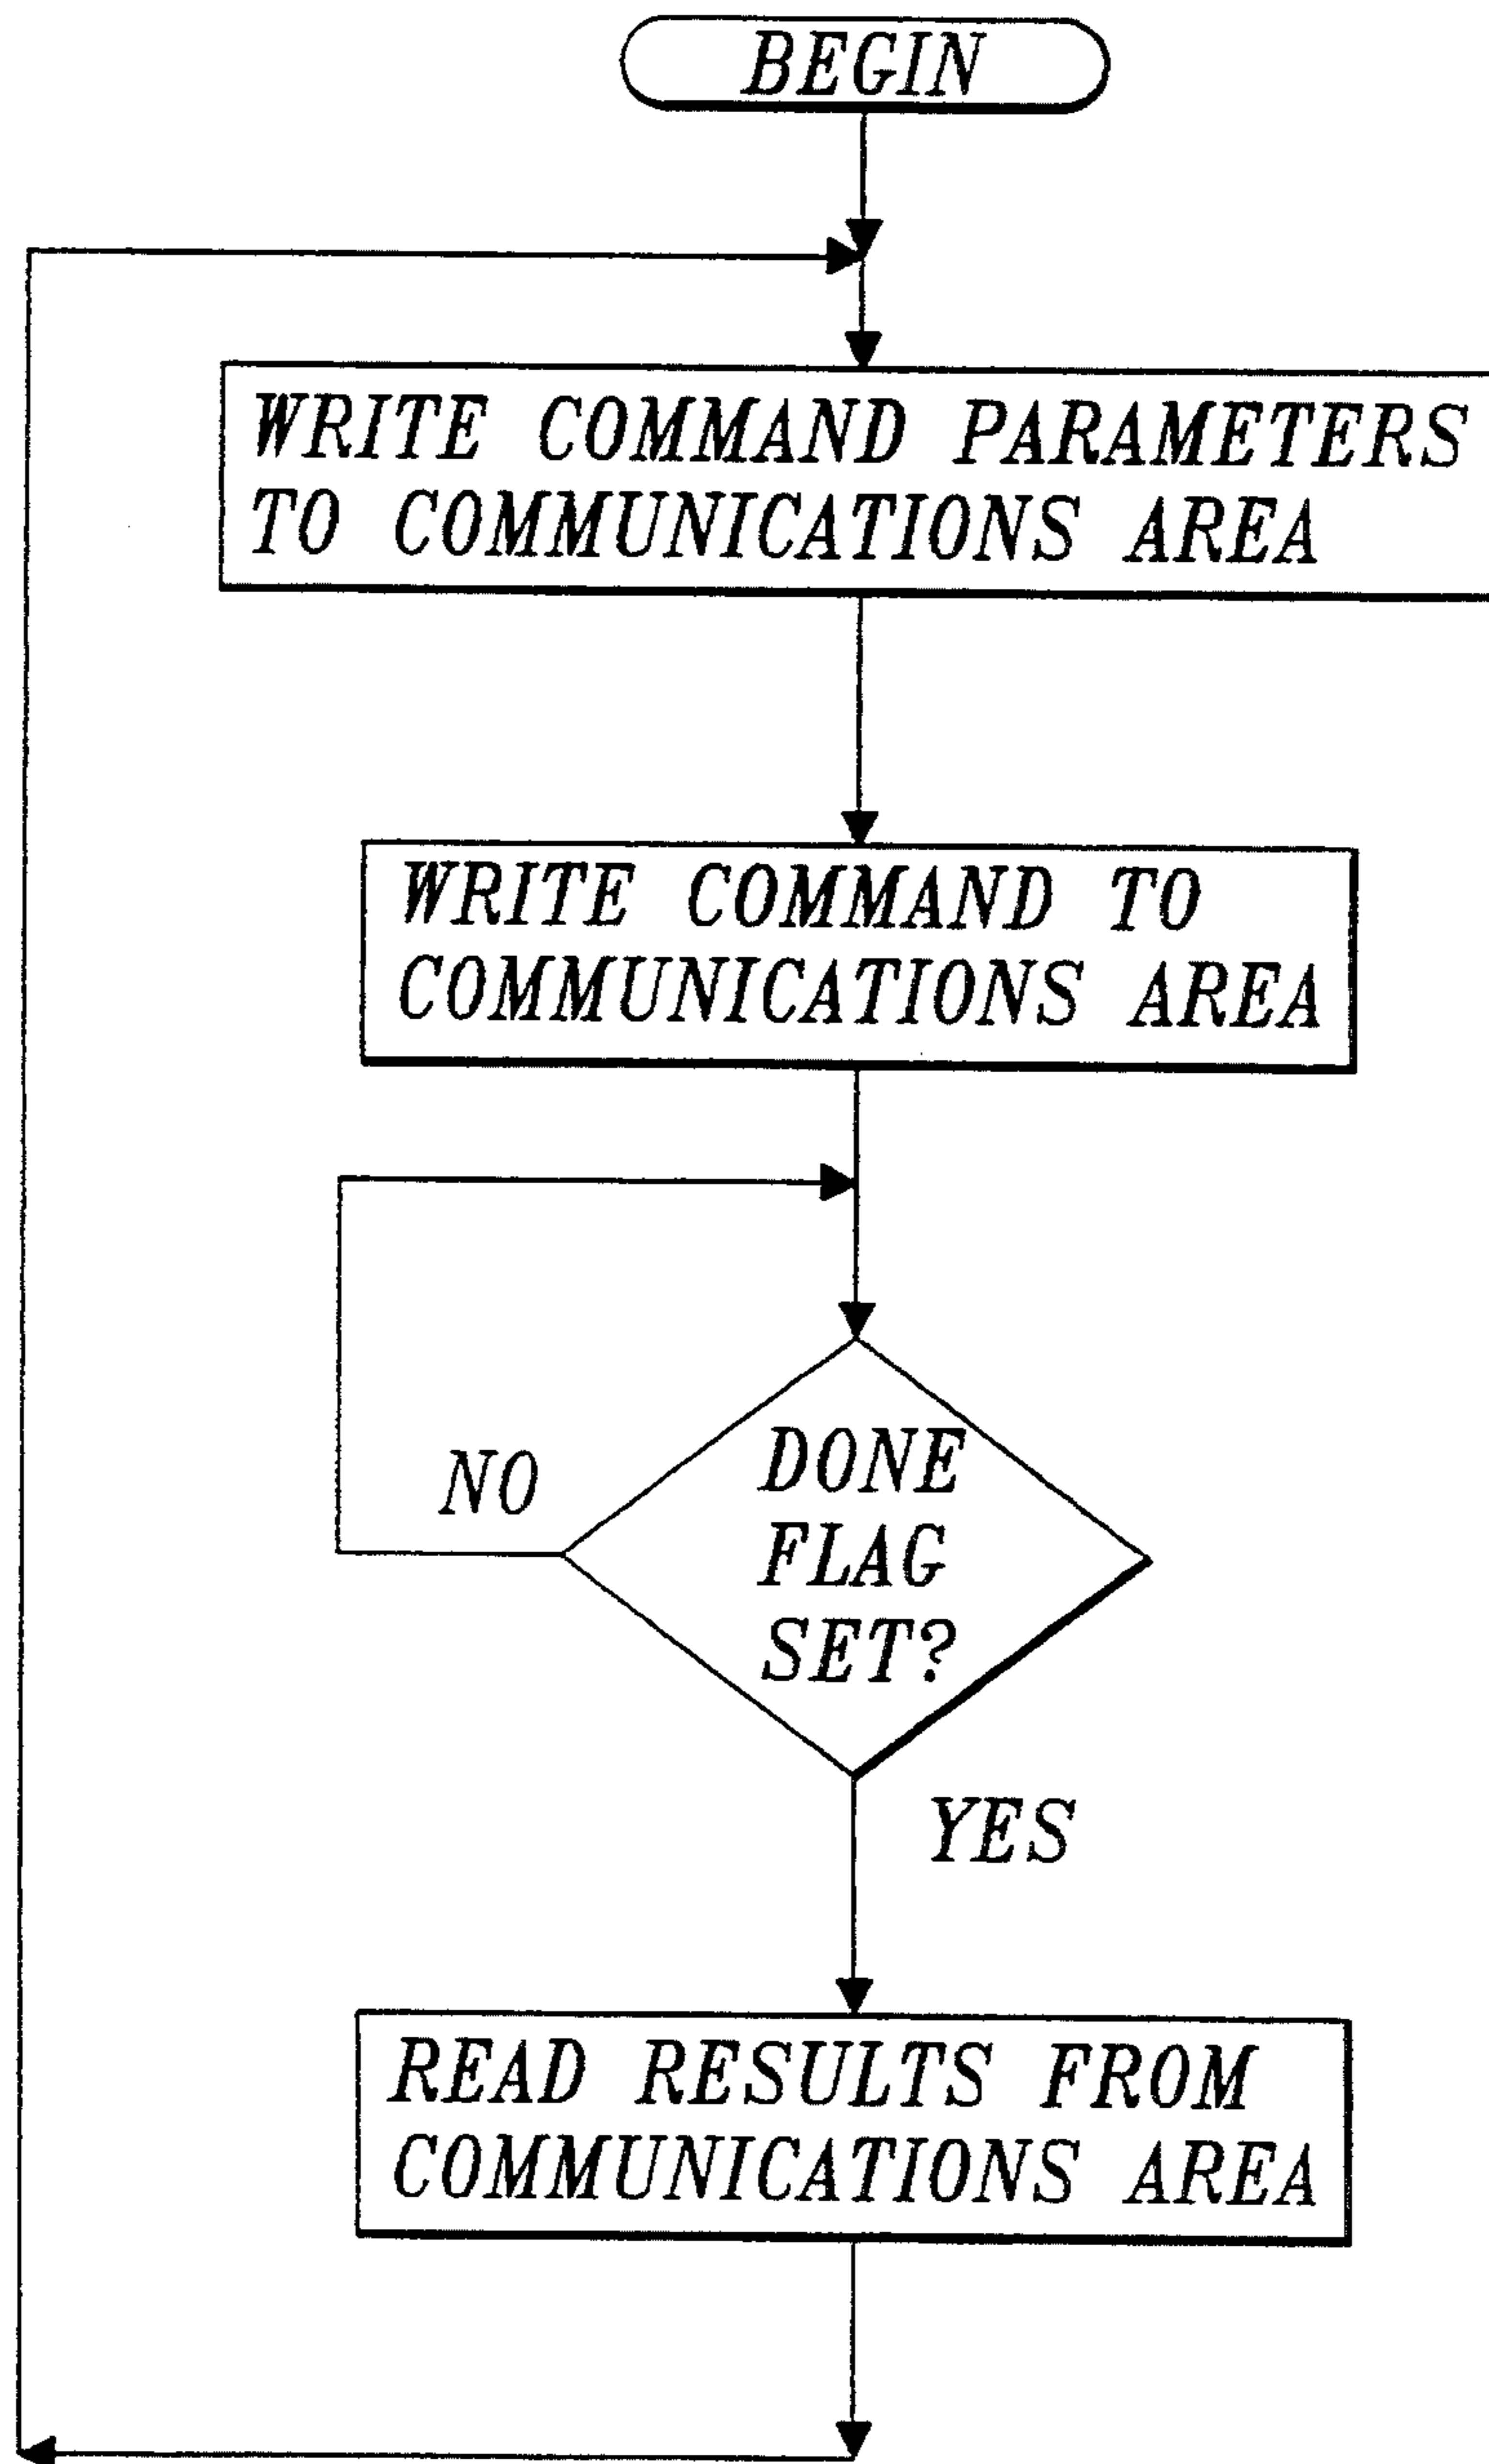 BEGIN
WRITE COMMAND PARAMETERS
TO COMMUNICATIONS AREA
WRITE COMMAND TO
COMMUNICATIONS AREA
DONE
FLAG
SET?
NO
YES
READ RESULTS FROM
COMMUNICATIONS AREA